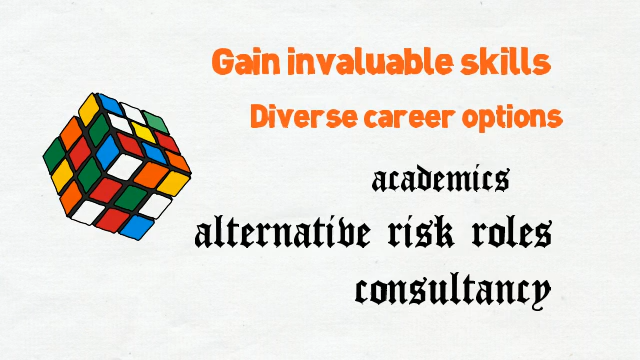 Gain invaluable skills
Diverse career options
academics
alternative risk roles
consultancy